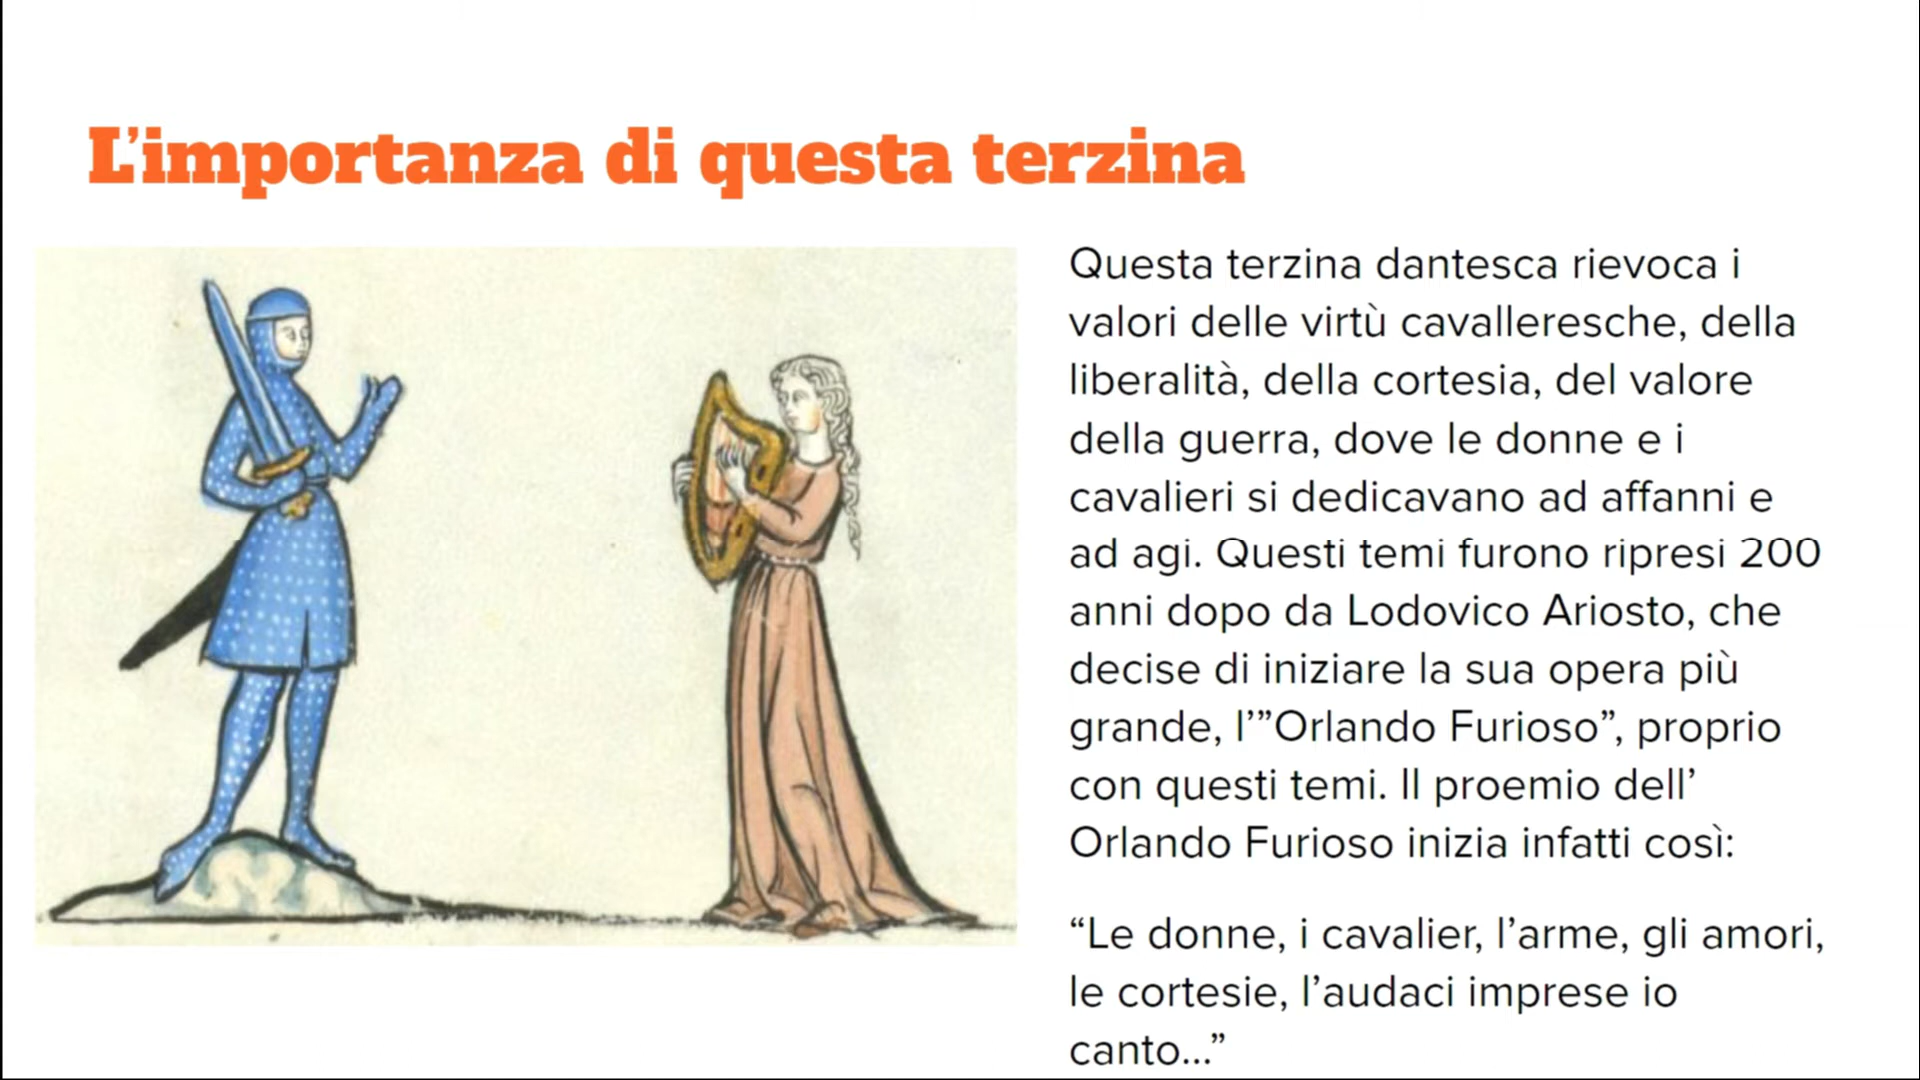 L'importanza di questa terzina
Questa terzina dantesca rievoca i
valori delle virtù cavalleresche, della
liberalità, della cortesia, del valore
della guerra, dove le donne e i
cavalieri si dedicavano ad affanni e
ad agi. Questi temi furono ripresi 200
anni dopo da Lodovico Ariosto, che
decise di iniziare la sua opera più
grande, l’”Orlando Furioso”, proprio
con questi temi. Il proemio dell’
Orlando Furioso inizia infatti così:
“Le donne, i cavalier, l’arme, gli amori,
le cortesie, l’audaci imprese io
canto...”